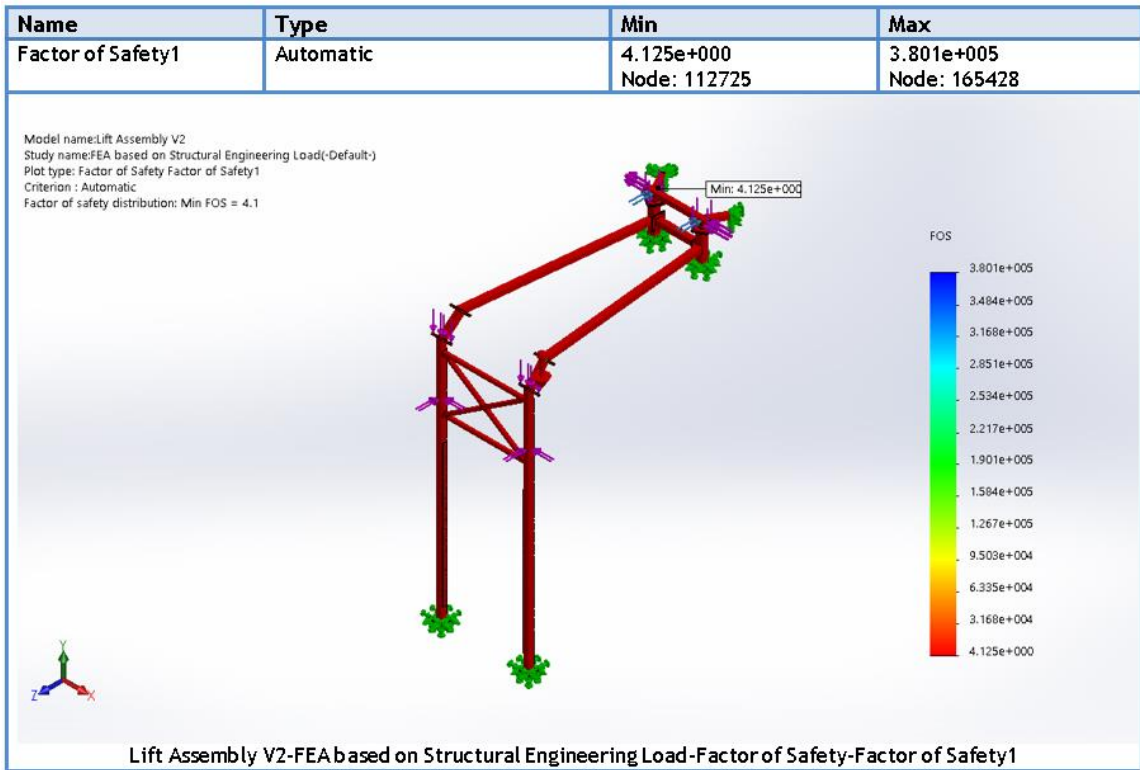 Name Type Min Max
Factor of Safety1 Automatic 4.125e+000 3.801e+005
Node: 112725 Node: 165428
Model name:Lift Assembly V2
Study name:FEA based on Structural Engineering Load(-Default-)
Plot type: Factor of Safety Factor of Safety1
Criterion : Automatic
Factor of safety distribution: Min FOS = 4.1
Min: 4.125e+000
FOS
3.801e+005
3.484e+005
3.168e+005
2.851e+005
2.534e+005
2.217e+005
1.901e+005
1.584e+005
1.267e+005
9.503e+004
6.335e+004
3.168e+004
4.125e+000
Y
Z X
Lift Assembly V2-FEA based on Structural Engineering Load-Factor of Safety-Factor of Safety1